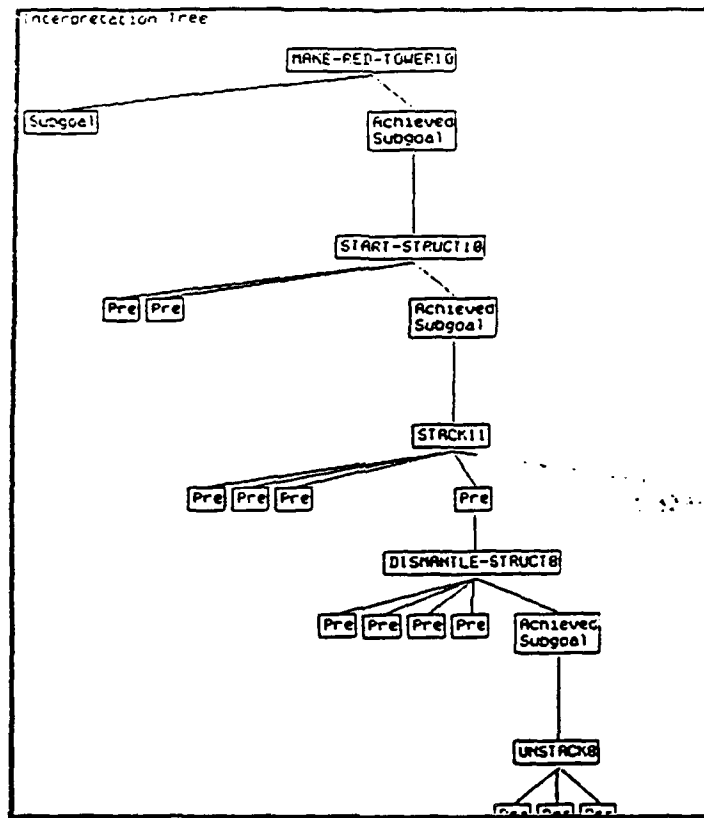 Interpretation Tree
MAKE-RED-TOWER10
Subgoal
Achieved
Subgoal
START-STRUCT10
Pre Pre
Achieved
Subgoal
STACK11
Pre Pre Pre Pre
DISMANTLE-STRUCT8
Pre Pre Pre Pre
Achieved
Subgoal
UNSTACK8